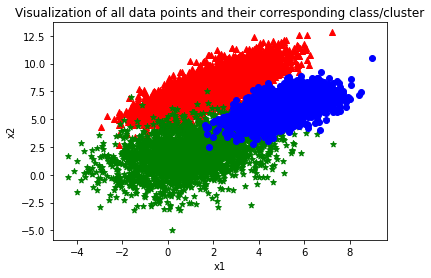 Visualization of all data points and their corresponding class/cluster
12.5
10.0
7.5
5.0
2.5
0.0
−2.5
−5.0
x2
−4 −2 0 2 4 6 8
x1